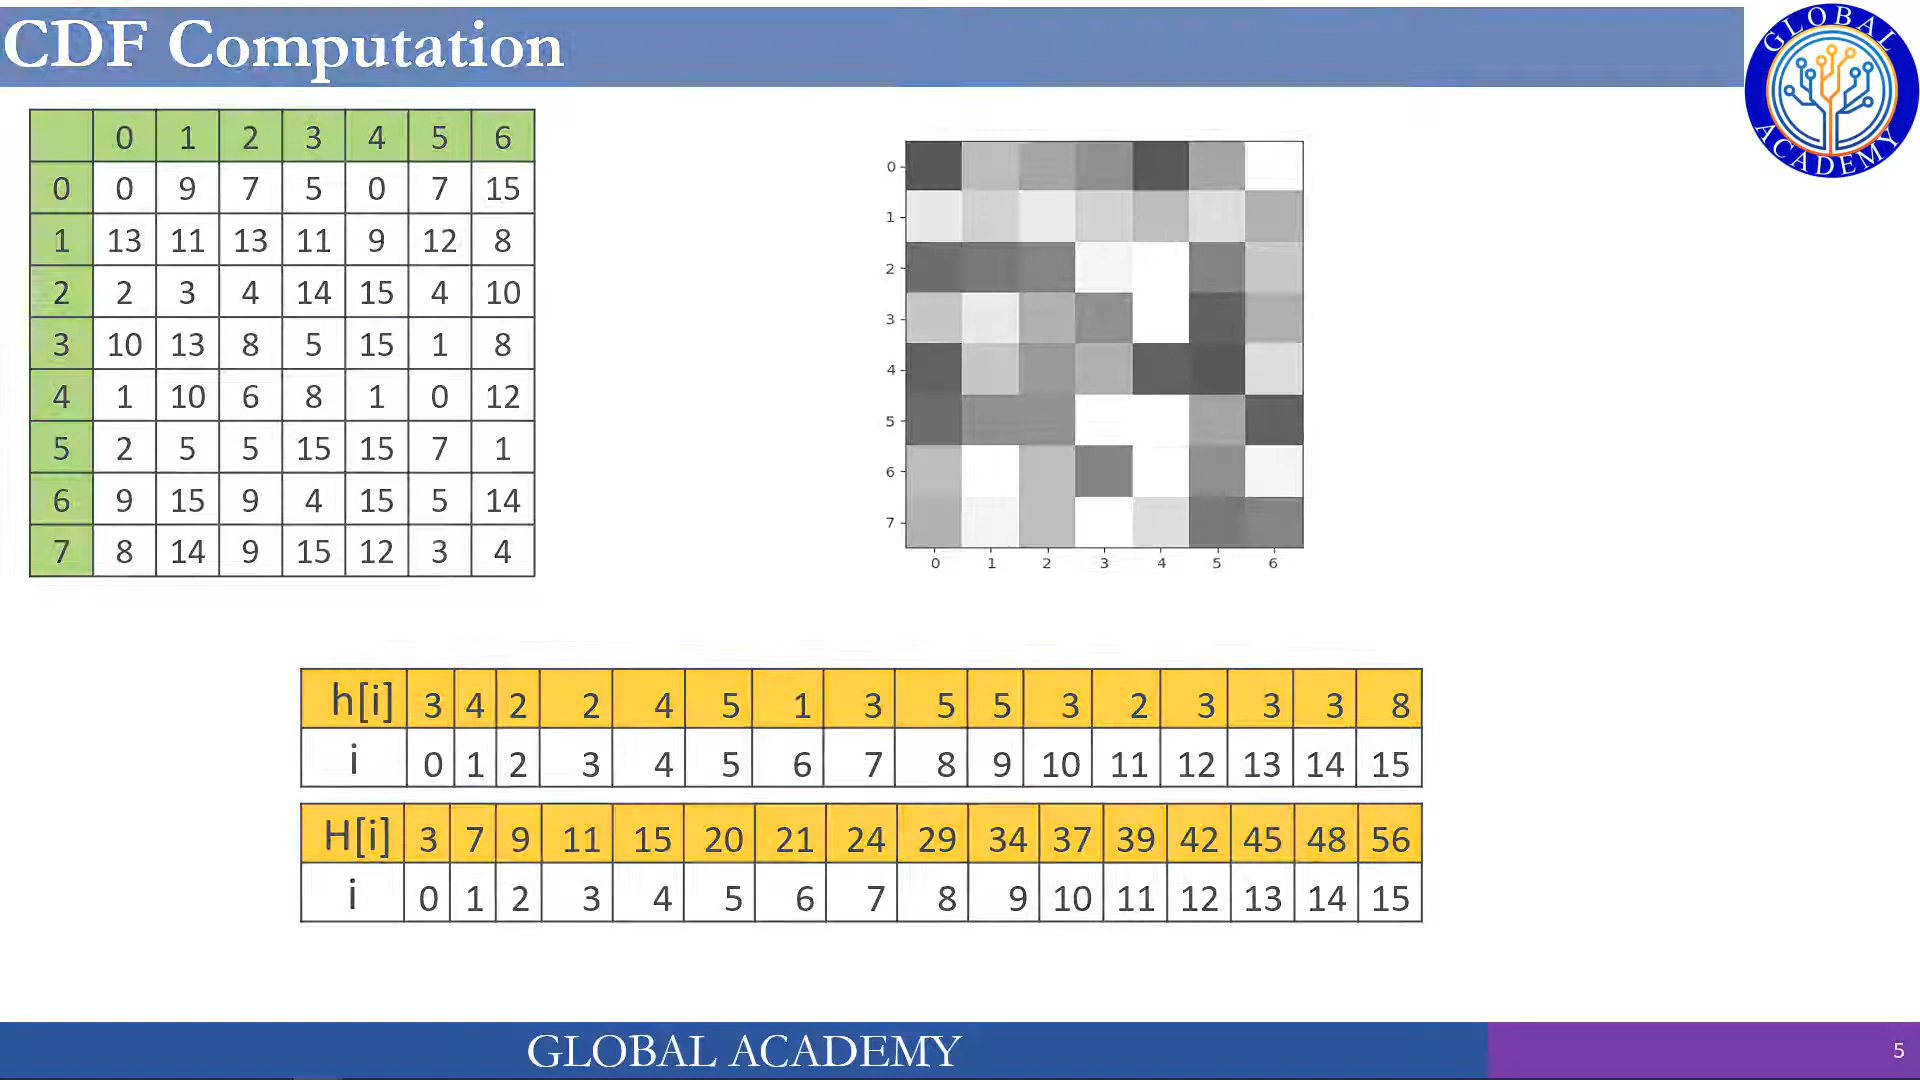 CDF Computation
GLOBAL
ACADEMY
0 1 2 3 4 5 6
0 0 9 7 5 0 7 15
1 13 11 13 11 9 12 8
2 2 3 4 14 15 4 10
3 10 13 8 5 15 1 8
4 1 10 6 8 1 0 12
5 2 5 5 15 15 7 1
6 9 15 9 4 15 5 14
7 8 14 9 15 12 3 4
0
1
2
3
4
5
6
7
0 1 2 3 4 5 6
h[i] 3 4 2 2 4 5 1 3 5 5 3 2 3 3 3 8
i 0 1 2 3 4 5 6 7 8 9 10 11 12 13 14 15
H[i] 3 7 9 11 15 20 21 24 29 34 37 39 42 45 48 56
i 0 1 2 3 4 5 6 7 8 9 10 11 12 13 14 15
GLOBAL ACADEMY
5